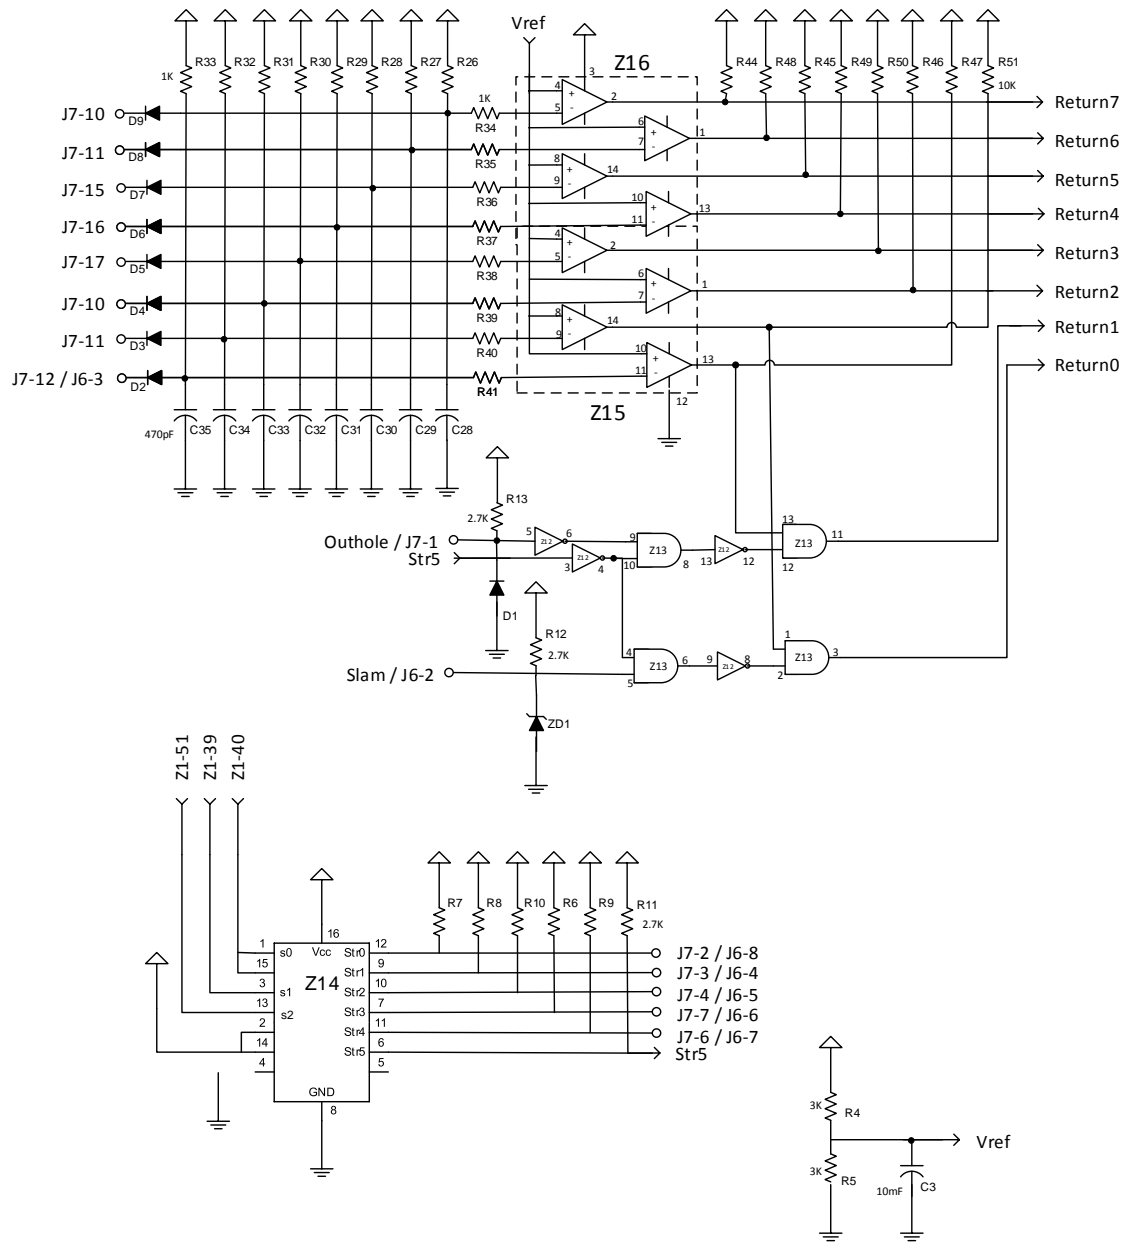 Vref
R33 R32 R31 R30 R29 R28 R27 R26
1K
Z16
R44 R48 R45 R49 R50 R46 R47 R51
10K
3
J7-10 D9 1K R34 4 + 5 - 2 Return7
J7-11 D8 R35 6 + 7 - 1 Return6
J7-15 D7 R36 8 + 9 - 14 Return5
J7-16 D6 R37 10 + 11 - 13 Return4
J7-17 D5 R38 4 + 5 - 2 Return3
J7-10 D4 R39 6 + 7 - 1 Return2
J7-11 D3 R40 8 + 9 - 14 Return1
J7-12 / J6-3 D2 R41 10 + 11 - 13 Return0
12
Z15
470pF C35 C34 C33 C32 C31 C30 C29 C28
R13
2.7K
Outhole / J7-1 5 Z12 6 9 Z13 8 13 Z12 12 13 Z13 11
Str5 3 Z12 4 10 12
D1
R12
2.7K
Slam / J6-2 4 5 Z13 6 9 Z12 8 1 2 Z13 3
ZD1
Z1-51
Z1-39
Z1-40
R7 R8 R10 R6 R9 R11
2.7K
16
Vcc
Z14
1 s0 Str0 12 J7-2 / J6-8
15 Str1 9 J7-3 / J6-4
3 s1 Str2 10 J7-4 / J6-5
13 s2 Str3 7 J7-7 / J6-6
2 Str4 11 J7-6 / J6-7
14 Str5 6 Str5
4 5
GND
8
3K R4
Vref
3K R5
10mF C3